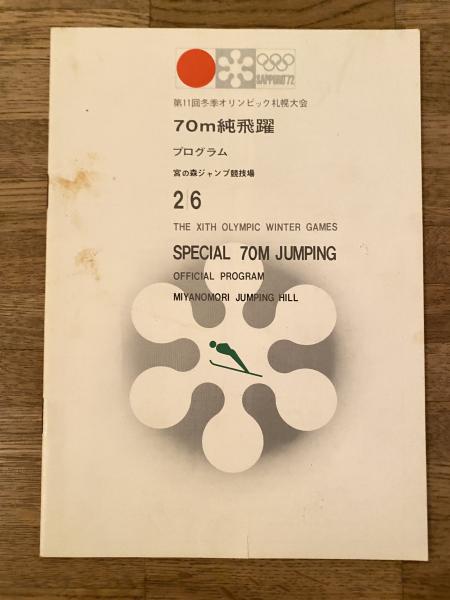 SAPPORO'72
第11回冬季オリンピック札幌大会
70m純飛躍
プログラム
宮の森ジャンプ競技場
2/6
THE XITH OLYMPIC WINTER GAMES
SPECIAL 70M JUMPING
OFFICIAL PROGRAM
MIYANOMORI JUMPING HILL